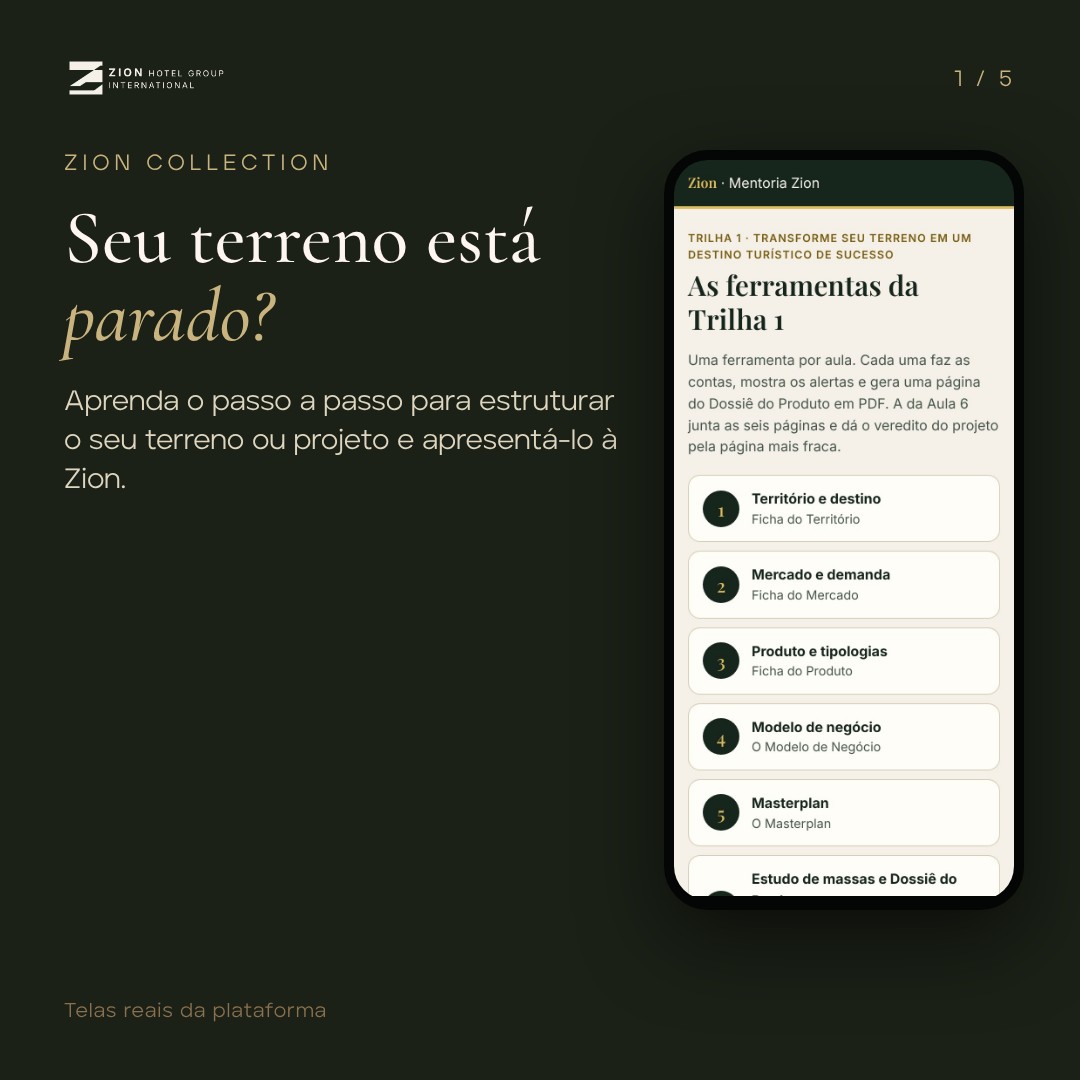 ZION HOTEL GROUP
INTERNATIONAL
1 / 5
ZION COLLECTION
Seu terreno está
parado?
Aprenda o passo a passo para estruturar
o seu terreno ou projeto e apresentá-lo à
Zion.
Zion · Mentoria Zion
TRILHA 1 · TRANSFORME SEU TERRENO EM UM
DESTINO TURÍSTICO DE SUCESSO
As ferramentas da
Trilha 1
Uma ferramenta por aula. Cada uma faz as
contas, mostra os alertas e gera uma página
do Dossiê do Produto em PDF. A da Aula 6
junta as seis páginas e dá o veredito do projeto
pela página mais fraca.
1
Território e destino
Ficha do Território
2
Mercado e demanda
Ficha do Mercado
3
Produto e tipologias
Ficha do Produto
4
Modelo de negócio
O Modelo de Negócio
5
Masterplan
O Masterplan
Estudo de massas e Dossiê do
Telas reais da plataforma